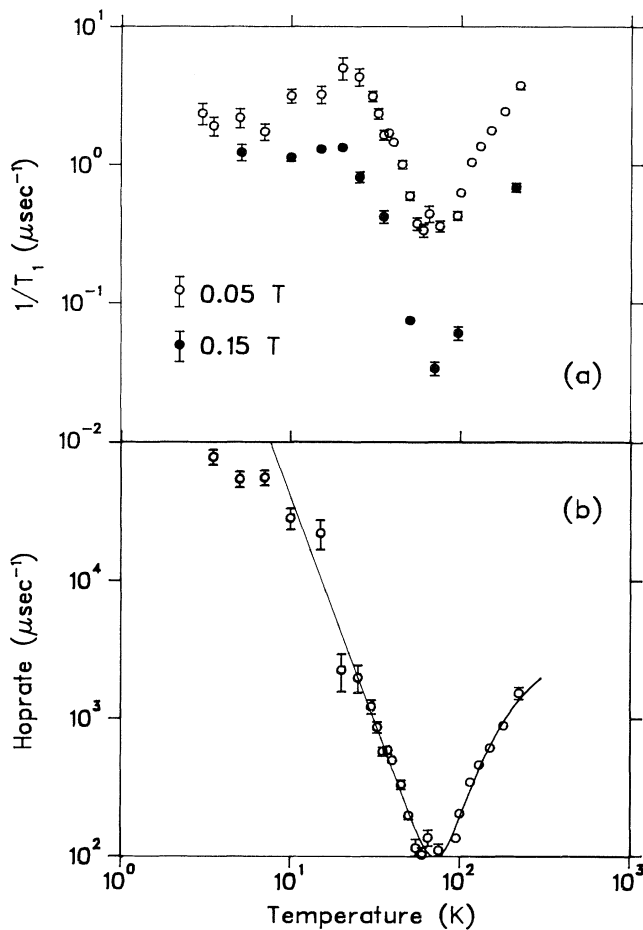 10¹
10⁰
10⁻¹
10⁻²
1/T₁ (μsec⁻¹)
0.05 T
0.15 T
(a)
(b)
10⁴
10³
10²
Hoprate (μsec⁻¹)
10⁰ 10¹ 10² 10³
Temperature (K)